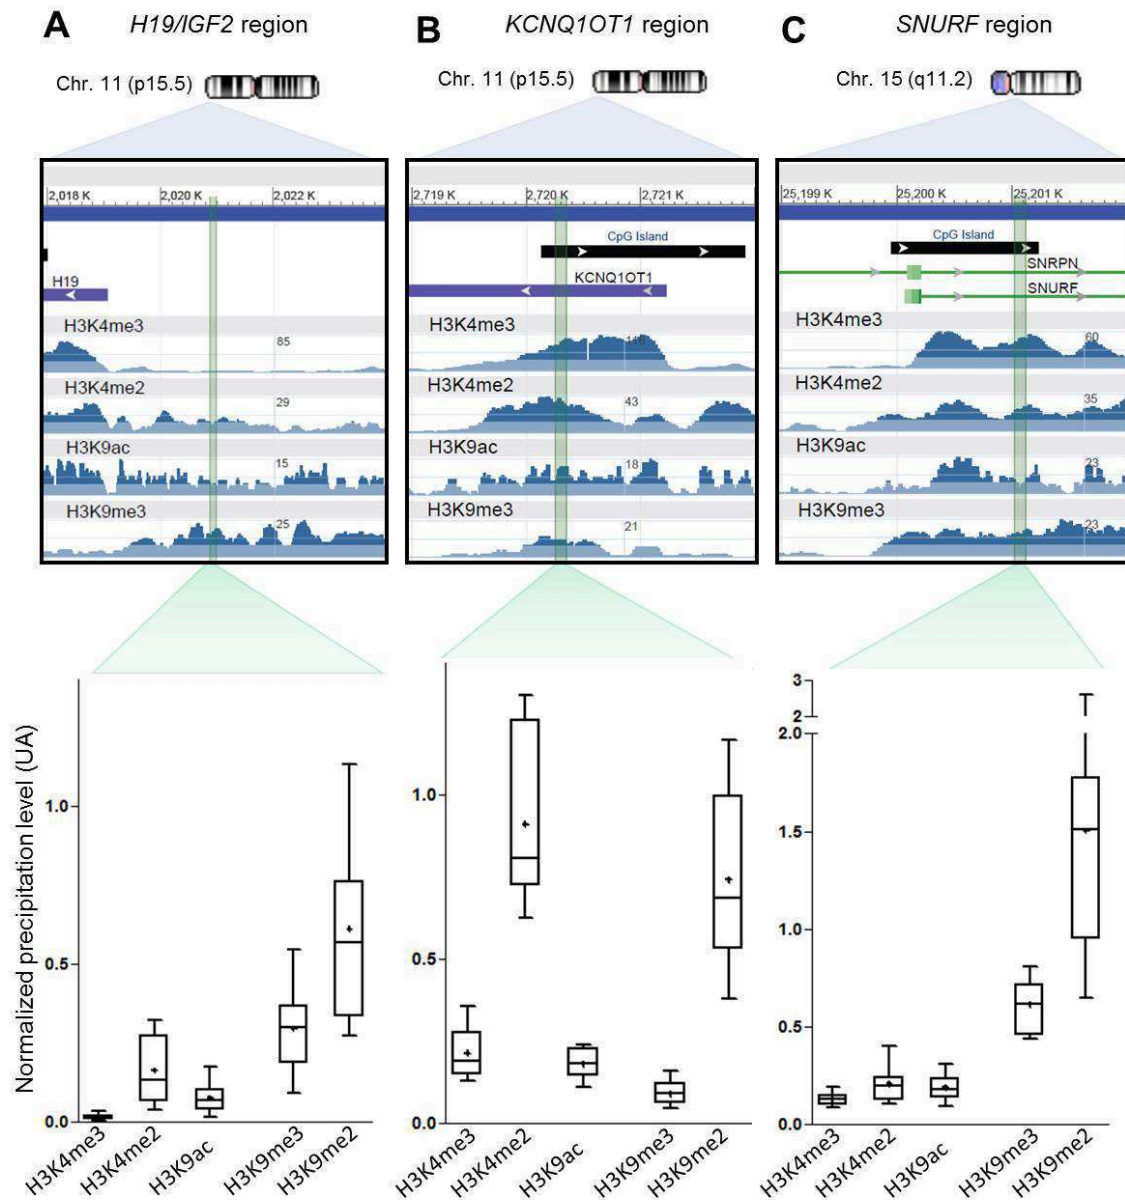 A H19/IGF2 region
Chr. 11 (p15.5)
2,018 K 2,020 K 2,022 K
H19
H3K4me3
85
H3K4me2
29
H3K9ac
15
H3K9me3
25
Normalized precipitation level (UA)
1.0
0.5
0.0
H3K4me3 H3K4me2 H3K9ac H3K9me3 H3K9me2
B KCNQ1OT1 region
Chr. 11 (p15.5)
2,719 K 2,720 K 2,721 K
CpG Island
KCNQ1OT1
H3K4me3
H3K4me2
43
H3K9ac
18
H3K9me3
21
1.0
0.5
0.0
H3K4me3 H3K4me2 H3K9ac H3K9me3 H3K9me2
C SNURF region
Chr. 15 (q11.2)
25,199 K 25,200 K 25,201 K
CpG Island
SNRPN
SNURF
H3K4me3
60
H3K4me2
35
H3K9ac
23
H3K9me3
23
3
2
2.0
1.5
1.0
0.5
0.0
H3K4me3 H3K4me2 H3K9ac H3K9me3 H3K9me2